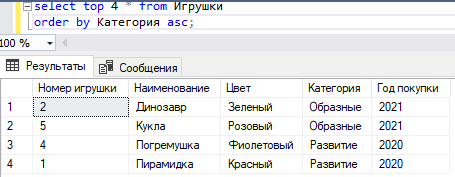 select top 4 * from Игрушки
order by Категория asc;
100 %
Результаты Сообщения
Номер игрушки Наименование Цвет Категория Год покупки
1 2 Динозавр Зеленый Образные 2021
2 5 Кукла Розовый Образные 2021
3 4 Погремушка Фиолетовый Развитие 2020
4 1 Пирамидка Красный Развитие 2020